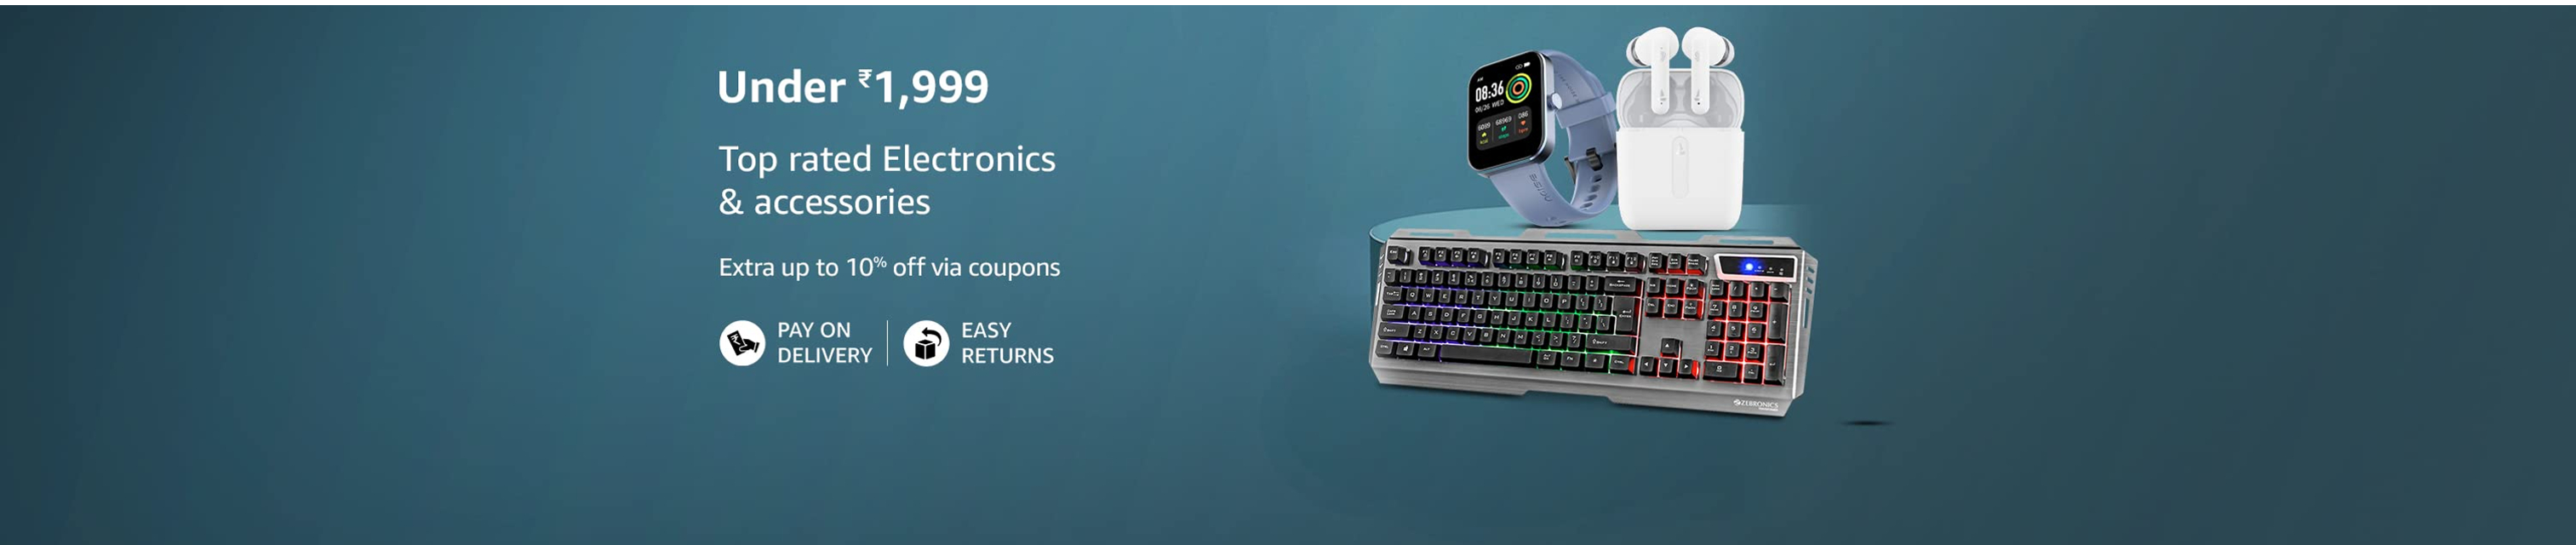 Under ₹1,999
Top rated Electronics
& accessories
Extra up to 10% off via coupons
PAY ON
DELIVERY
EASY
RETURNS
08:36
ZEBRONICS